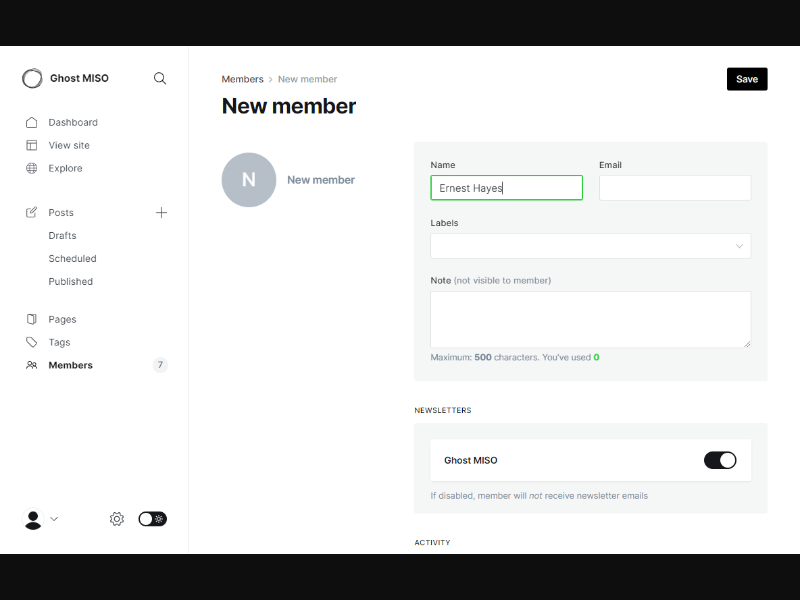 Ghost MISO
Dashboard
View site
Explore
Posts
Drafts
Scheduled
Published
Pages
Tags
Members 7
Members > New member
Save
New member
N New member
Name
Ernest Hayes
Email
Labels
Note (not visible to member)
Maximum: 500 characters. You've used 0
NEWSLETTERS
Ghost MISO
If disabled, member will not receive newsletter emails
ACTIVITY